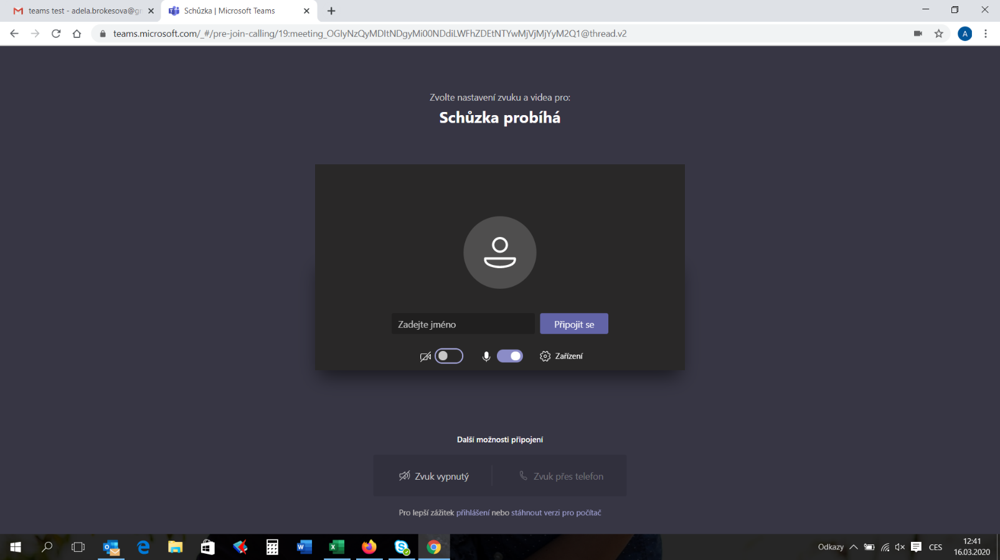 teams test - adela.brokesova@gr
Schůzka | Microsoft Teams
teams.microsoft.com/_#/pre-join-calling/19:meeting_OGIyNzQyMDItNDgyMi00NDdiLWFhZDEtNTYwMjVjMjYyM2Q1@thread.v2
A
Zvolte nastavení zvuku a videa pro:
Schůzka probíhá
Zadejte jméno
Připojit se
Zařízení
Další možnosti připojení
Zvuk vypnutý
Zvuk přes telefon
Pro lepší zážitek přihlášení nebo stáhnout verzi pro počítač
Odkazy
CES
12:41
16.03.2020